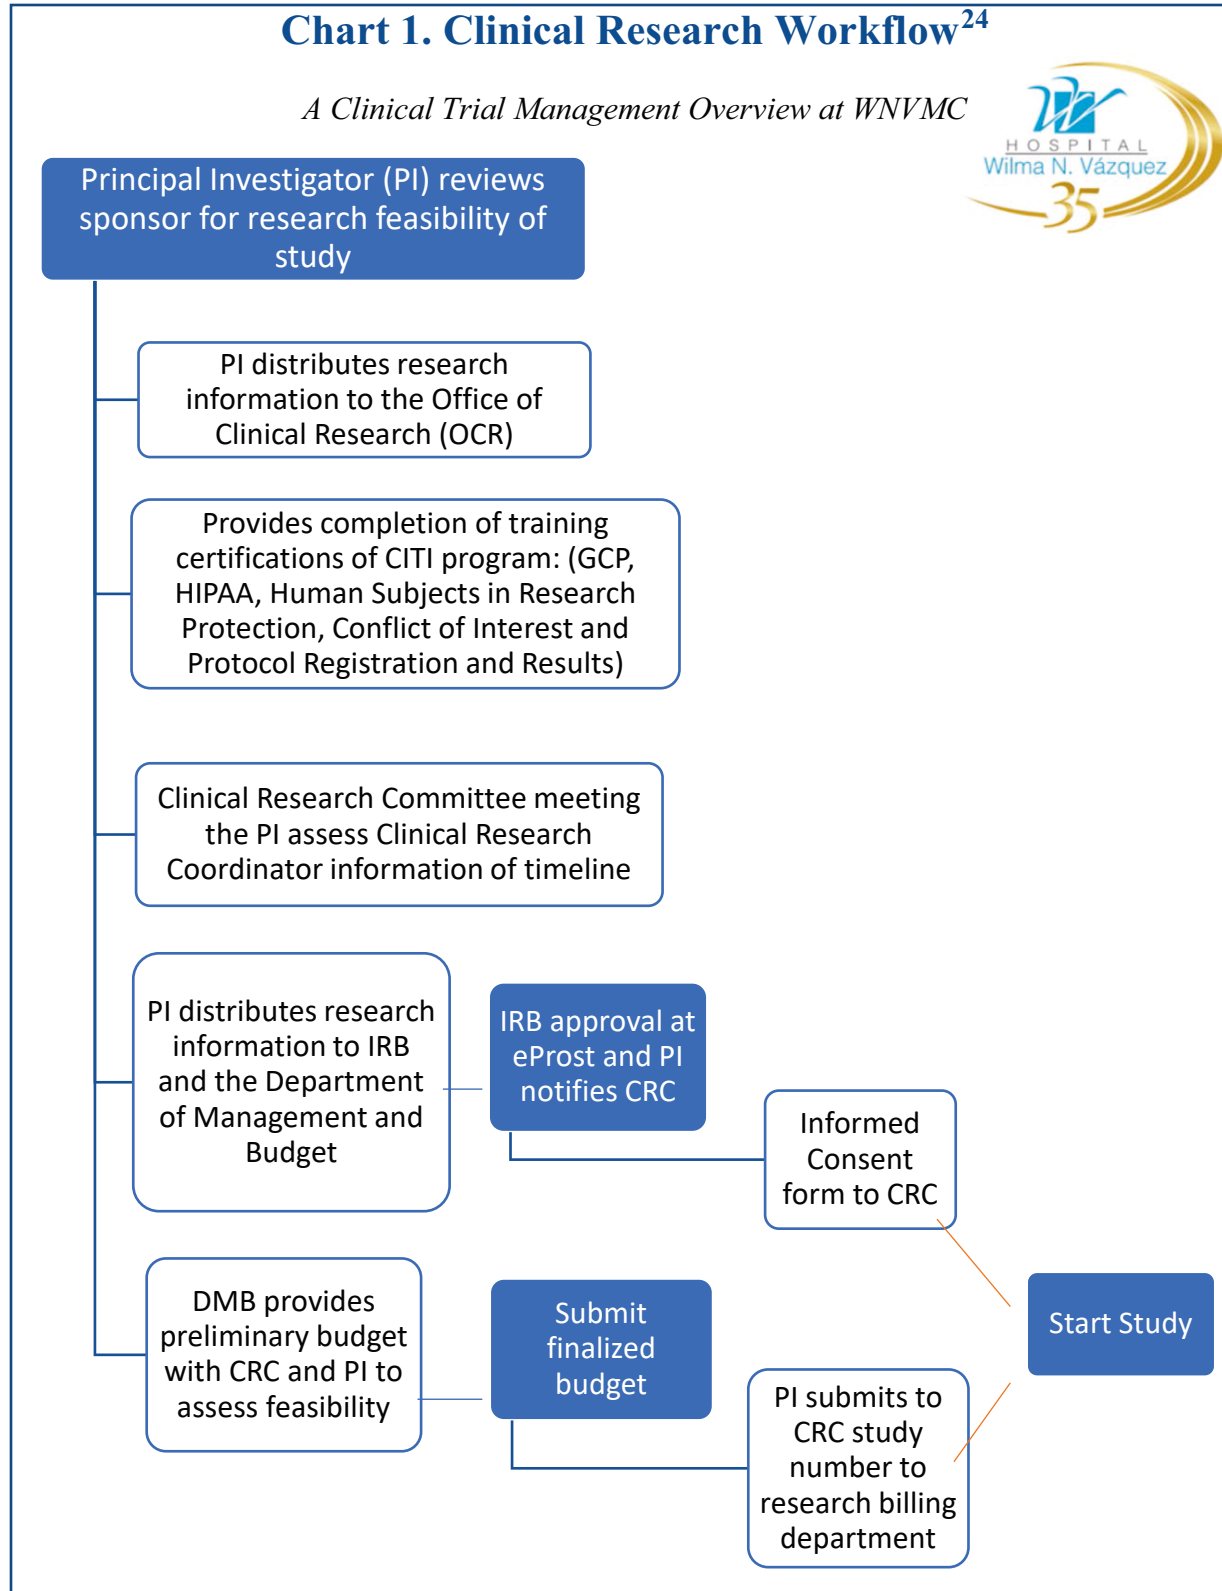 Chart 1. Clinical Research Workflow24
A Clinical Trial Management Overview at WNVMC
HOSPITAL
Wilma N. Vázquez
35
Principal Investigator (PI) reviews
sponsor for research feasibility of
study
PI distributes research
information to the Office of
Clinical Research (OCR)
Provides completion of training
certifications of CITI program: (GCP,
HIPAA, Human Subjects in Research
Protection, Conflict of Interest and
Protocol Registration and Results)
Clinical Research Committee meeting
the PI assess Clinical Research
Coordinator information of timeline
PI distributes research
information to IRB
and the Department
of Management and
Budget
IRB approval at
eProst and PI
notifies CRC
Informed
Consent
form to CRC
DMB provides
preliminary budget
with CRC and PI to
assess feasibility
Submit
finalized
budget
PI submits to
CRC study
number to
research billing
department
Start Study